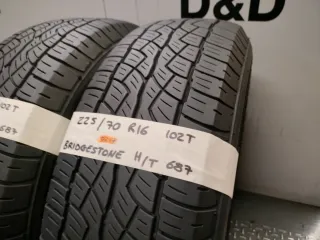 D&D
102T
687
225/70 R16 102T
BRIDGESTONE H/T 687